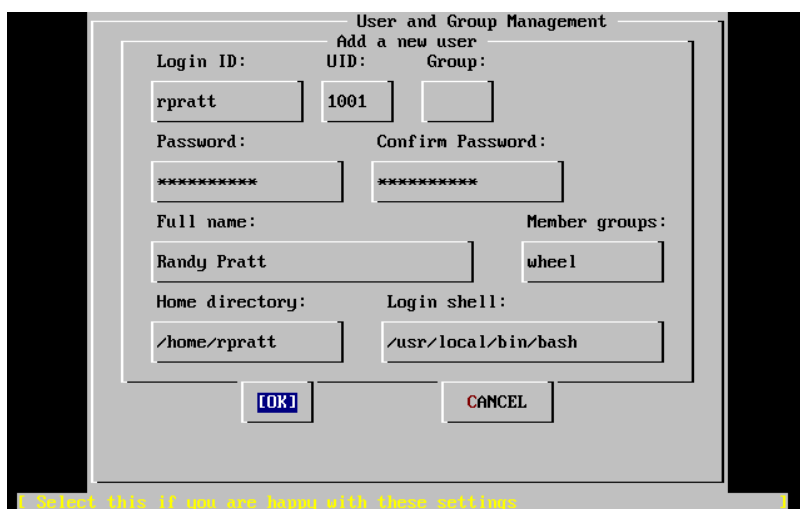 User and Group Management
Add a new user
Login ID: UID: Group:
rpratt 1001
Password: Confirm Password:
********** **********
Full name: Member groups:
Randy Pratt wheel
Home directory: Login shell:
/home/rpratt /usr/local/bin/bash
[OK] CANCEL
[ Select this if you are happy with these settings ]